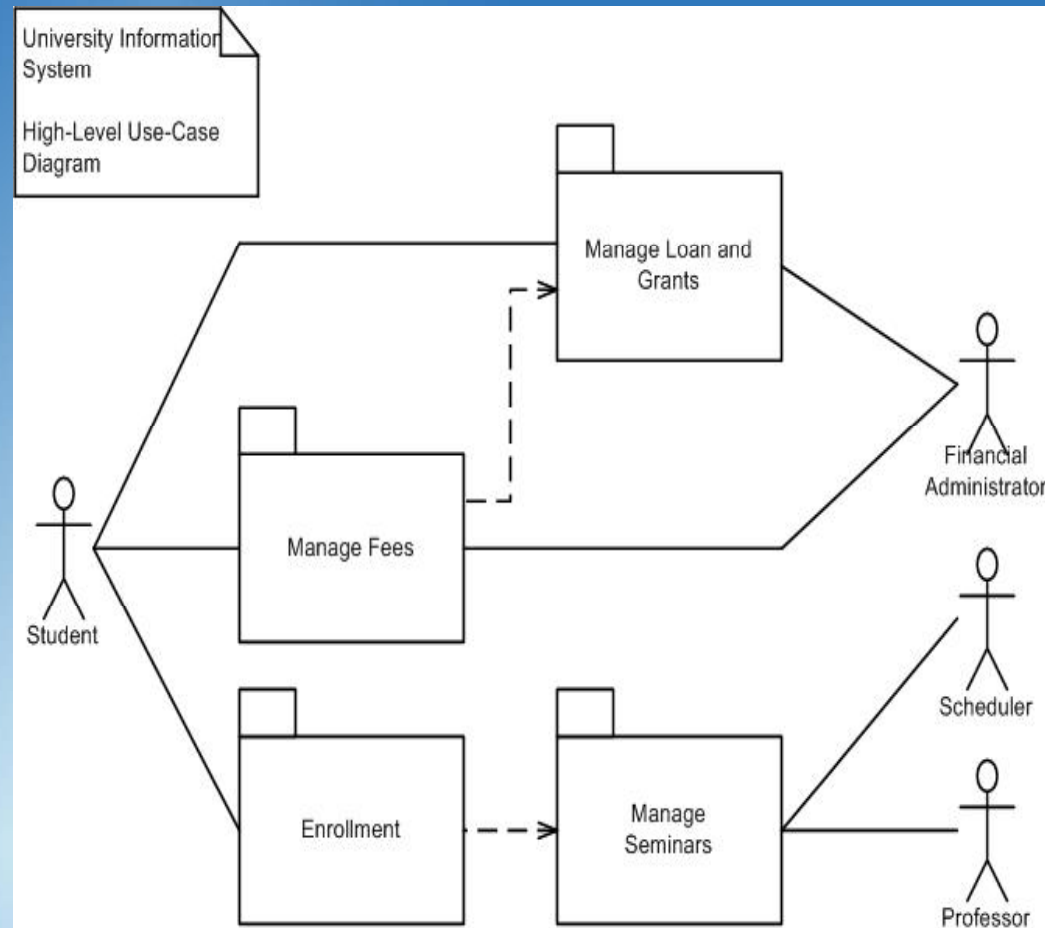 University Information
System
High-Level Use-Case
Diagram
Manage Loan and
Grants
Financial
Administrator
Manage Fees
Student
Scheduler
Enrollment
Manage
Seminars
Professor